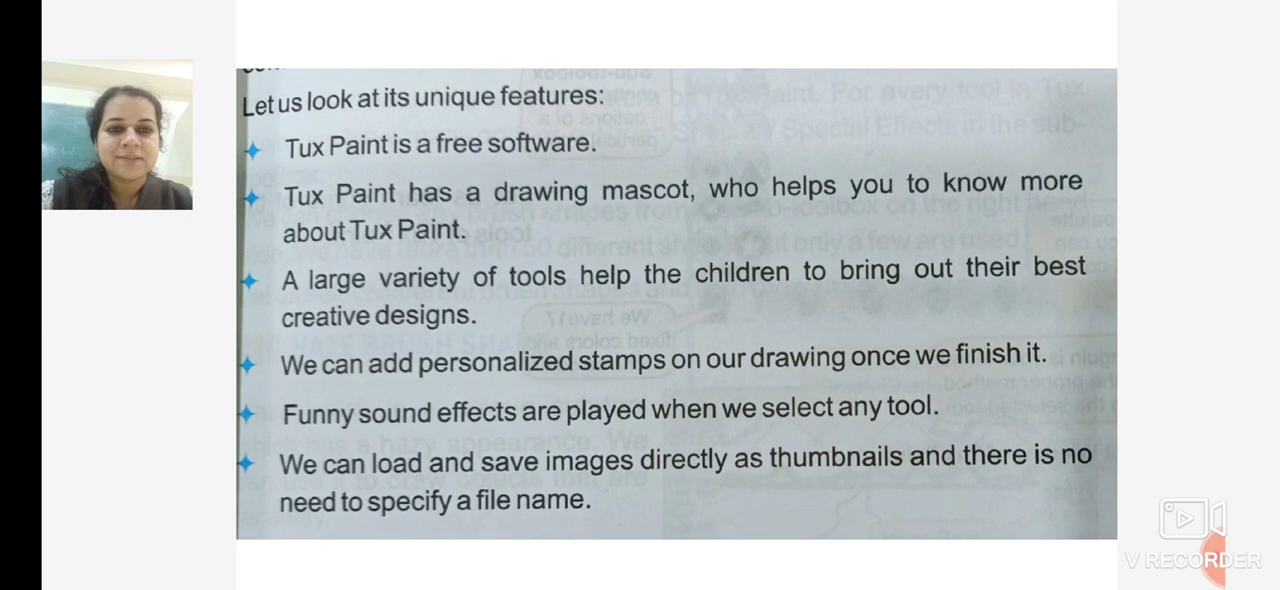 Let us look at its unique features:
Tux Paint is a free software.
Tux Paint has a drawing mascot, who helps you to know more
about Tux Paint.
A large variety of tools help the children to bring out their best
creative designs.
We can add personalized stamps on our drawing once we finish it.
Funny sound effects are played when we select any tool.
We can load and save images directly as thumbnails and there is no
need to specify a file name.
V RECORDER